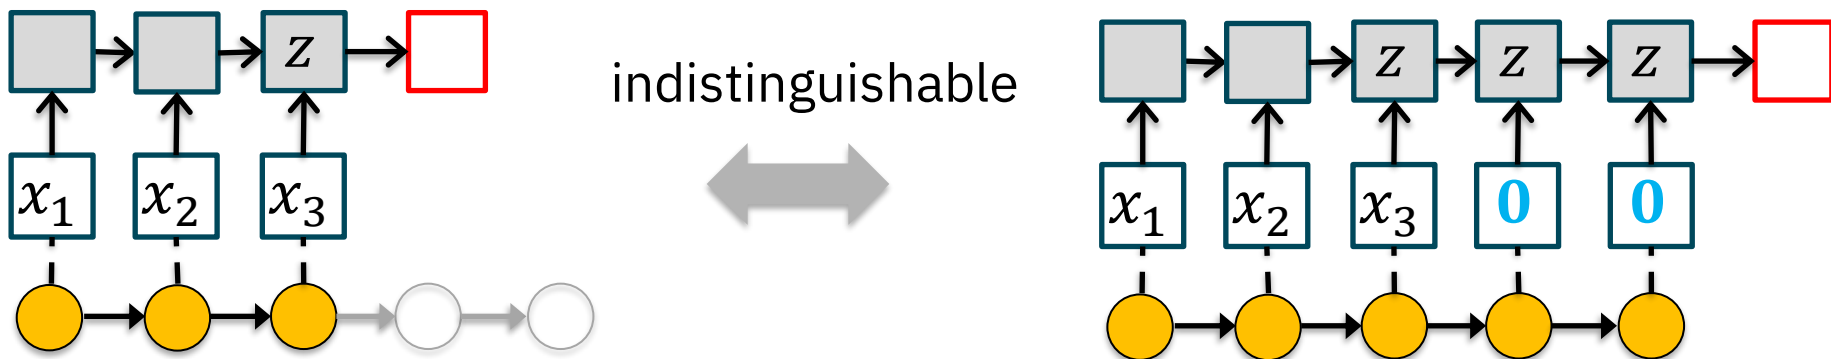 z
indistinguishable
z z z
x₁ x₂ x₃
x₁ x₂ x₃ 0 0